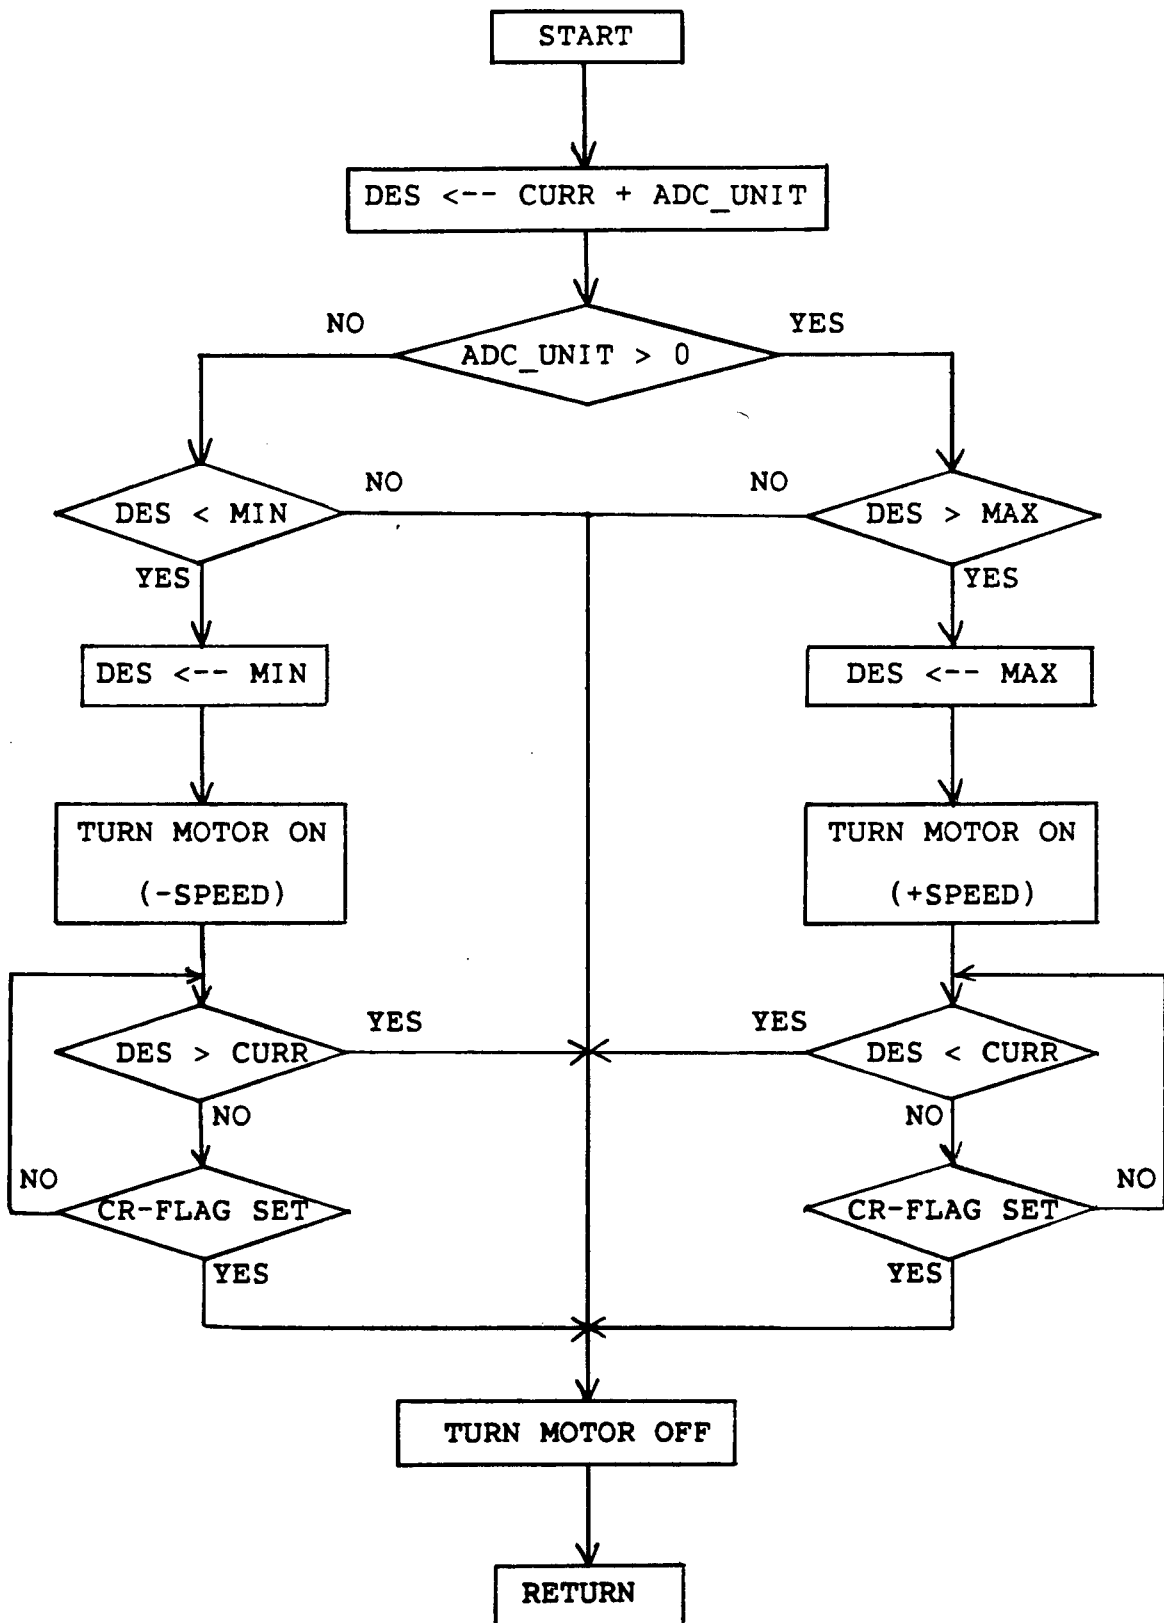 START
DES <-- CURR + ADC_UNIT
NO
YES
ADC_UNIT > 0
NO
NO
DES < MIN
DES > MAX
YES
YES
DES <-- MIN
DES <-- MAX
TURN MOTOR ON
(-SPEED)
TURN MOTOR ON
(+SPEED)
YES
YES
DES > CURR
DES < CURR
NO
NO
NO
NO
CR-FLAG SET
CR-FLAG SET
YES
YES
TURN MOTOR OFF
RETURN